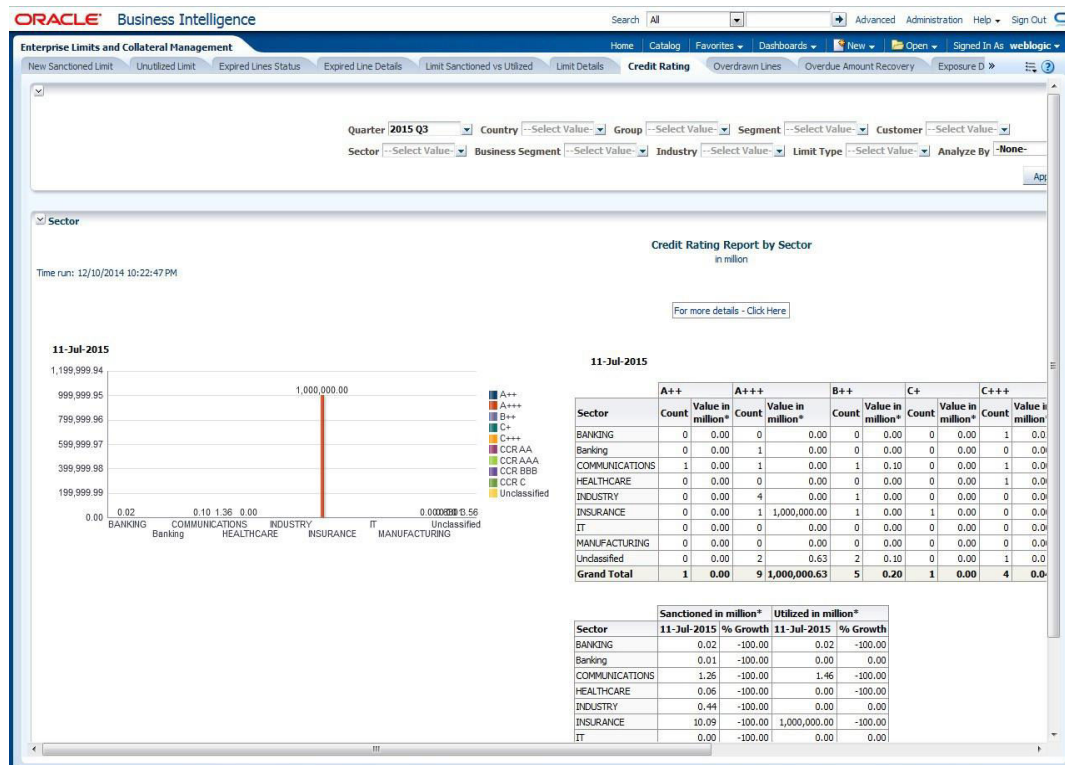 ORACLE Business Intelligence
Search All Advanced Administration Help Sign Out
Enterprise Limits and Collateral Management
Home Catalog Favorites Dashboards New Open Signed In As weblogic
New Sanctioned Limit Unutilized Limit Expired Lines Status Expired Line Details Limit Sanctioned vs Utilized Limit Details Credit Rating Overdrawn Lines Overdue Amount Recovery Exposure D »
Quarter 2015 Q3 Country --Select Value- Group --Select Value- Segment --Select Value- Customer --Select Value-
Sector --Select Value- Business Segment --Select Value- Industry --Select Value- Limit Type --Select Value- Analyze By -None-
App
Sector
Credit Rating Report by Sector
in million
Time run: 12/10/2014 10:22:47 PM
For more details - Click Here
11-Jul-2015
1,199,999.94
999,999.95
799,999.96
599,999.97
399,999.98
199,999.99
0.00
1,000,000.00
0.02 0.10 1.36 0.00
BANKING COMMUNICATIONS INDUSTRY IT Unclassified
Banking HEALTHCARE INSURANCE MANUFACTURING
A++
A+++
B++
C+
C+++
CCR AA
CCR AAA
CCR BBB
CCR C
Unclassified
11-Jul-2015
A++ A+++ B++ C+ C+++
Sector Count Value in million* Count Value in million* Count Value in million* Count Value in million* Count Value in million*
BANKING 0 0.00 0 0.00 0 0.00 0 0.00 1
Banking 0 0.00 1 0.00 0 0.00 0 0.00 0
COMMUNICATIONS 1 0.00 1 0.00 1 0.10 0 0.00 1
HEALTHCARE 0 0.00 0 0.00 0 0.00 0 0.00 1
INDUSTRY 0 0.00 4 0.00 1 0.00 0 0.00 0
INSURANCE 0 0.00 1 1,000,000.00 1 0.00 1 0.00 0
IT 0 0.00 0 0.00 0 0.00 0 0.00 0
MANUFACTURING 0 0.00 0 0.00 0 0.00 0 0.00 0
Unclassified 0 0.00 2 0.63 2 0.10 0 0.00 1
Grand Total 1 0.00 9 1,000,000.63 5 0.20 1 0.00 4
Sanctioned in million* Utilized in million*
Sector 11-Jul-2015 % Growth 11-Jul-2015 % Growth
BANKING 0.02 -100.00 0.02 -100.00
Banking 0.01 -100.00 0.00 0.00
COMMUNICATIONS 1.26 -100.00 1.46 -100.00
HEALTHCARE 0.06 -100.00 0.00 -100.00
INDUSTRY 0.44 -100.00 0.00 0.00
INSURANCE 10.09 -100.00 1,000,000.00 -100.00
IT 0.00 -100.00 0.00 0.00